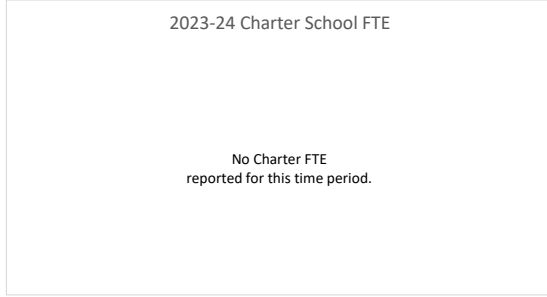 2023-24 Charter School FTE
No Charter FTE
reported for this time period.